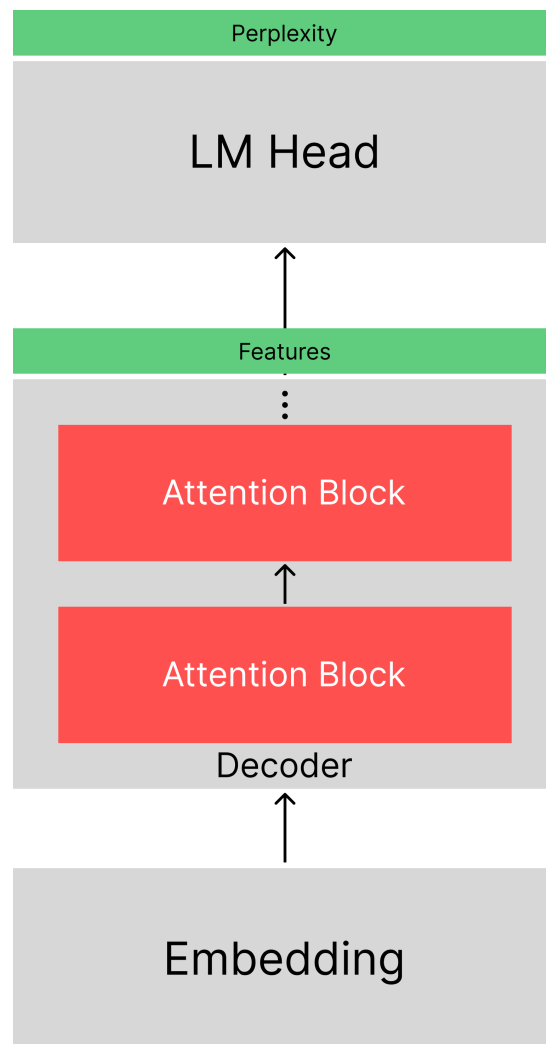 Perplexity
LM Head
Features
Attention Block
Attention Block
Decoder
Embedding